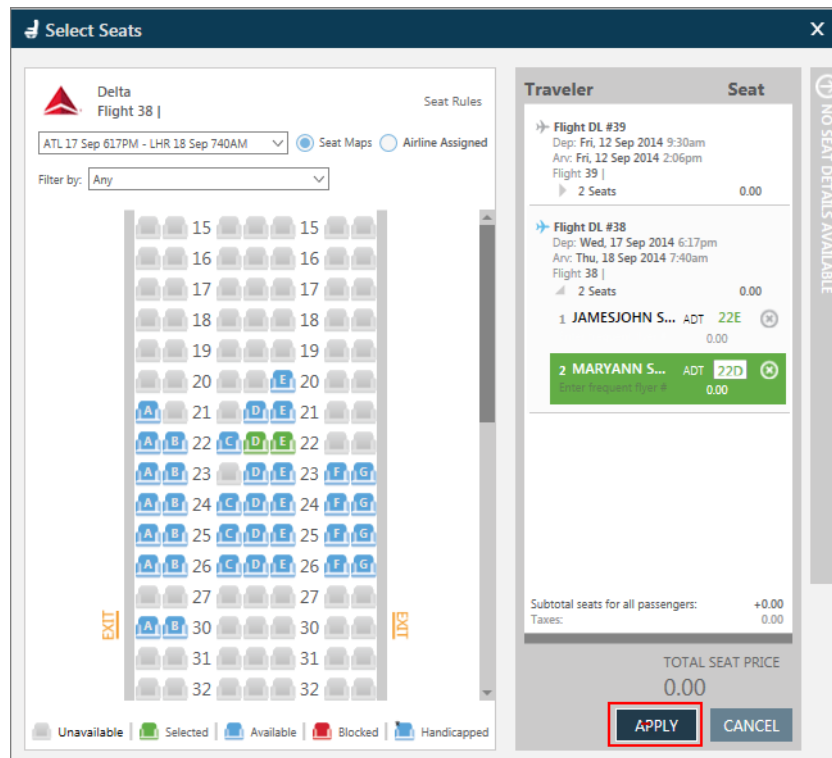 Select Seats X
Delta
Flight 38 |
Seat Rules
ATL 17 Sep 617PM - LHR 18 Sep 740AM Seat Maps Airline Assigned
Filter by: Any
15 15
16 16
17 17
18 18
19 19
20 E 20
A 21 D E 21
A B 22 C D E 22
A B 23 D E 23 F G
A B 24 C D E 24 F G
A B 25 C D E 25 F G
A B 26 C D E 26 F G
27 27
EXIT A B 30 30 EXIT
31 31
32 32
Unavailable | Selected | Available | Blocked | Handicapped
Traveler Seat
Flight DL #39
Dep: Fri, 12 Sep 2014 9:30am
Arv: Fri, 12 Sep 2014 2:06pm
Flight 39 |
2 Seats 0.00
Flight DL #38
Dep: Wed, 17 Sep 2014 6:17pm
Arv: Thu, 18 Sep 2014 7:40am
Flight 38 |
2 Seats 0.00
1 JAMESJOHN S... ADT 22E
0.00
2 MARYANN S... ADT 22D
Enter frequent flyer # 0.00
Subtotal seats for all passengers: +0.00
Taxes: 0.00
TOTAL SEAT PRICE
0.00
APPLY CANCEL
NO SEAT DETAILS AVAILABLE